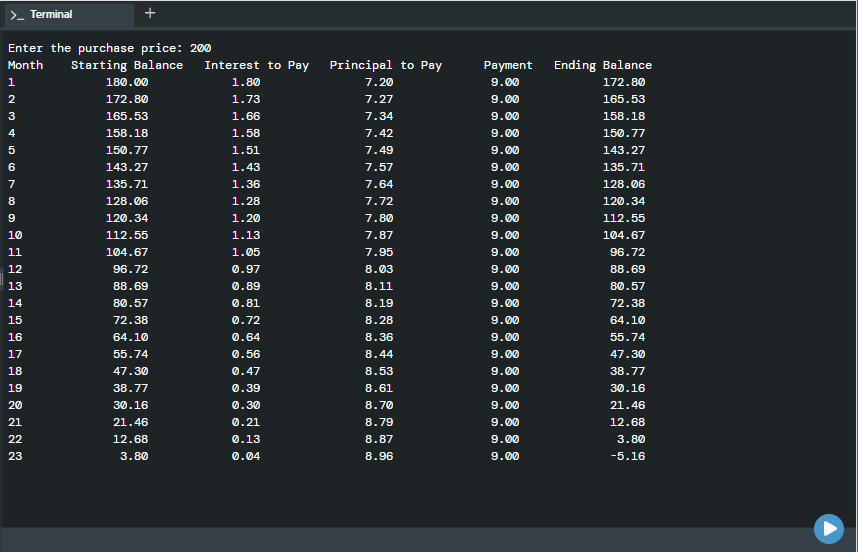 >_ Terminal +
Enter the purchase price: 200
Month Starting Balance Interest to Pay Principal to Pay Payment Ending Balance
1 180.00 1.80 7.20 9.00 172.80
2 172.80 1.73 7.27 9.00 165.53
3 165.53 1.66 7.34 9.00 158.18
4 158.18 1.58 7.42 9.00 150.77
5 150.77 1.51 7.49 9.00 143.27
6 143.27 1.43 7.57 9.00 135.71
7 135.71 1.36 7.64 9.00 128.06
8 128.06 1.28 7.72 9.00 120.34
9 120.34 1.20 7.80 9.00 112.55
10 112.55 1.13 7.87 9.00 104.67
11 104.67 1.05 7.95 9.00 96.72
12 96.72 0.97 8.03 9.00 88.69
13 88.69 0.89 8.11 9.00 80.57
14 80.57 0.81 8.19 9.00 72.38
15 72.38 0.72 8.28 9.00 64.10
16 64.10 0.64 8.36 9.00 55.74
17 55.74 0.56 8.44 9.00 47.30
18 47.30 0.47 8.53 9.00 38.77
19 38.77 0.39 8.61 9.00 30.16
20 30.16 0.30 8.70 9.00 21.46
21 21.46 0.21 8.79 9.00 12.68
22 12.68 0.13 8.87 9.00 3.80
23 3.80 0.04 8.96 9.00 -5.16